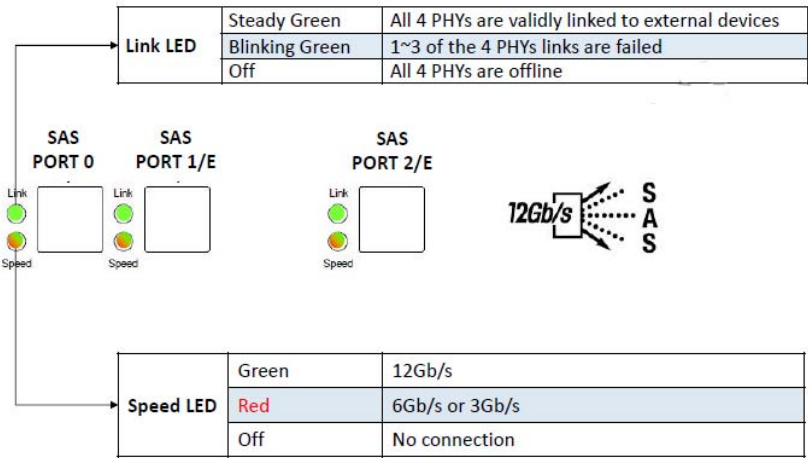 Link LED
Steady Green All 4 PHYs are validly linked to external devices
Blinking Green 1~3 of the 4 PHYs links are failed
Off All 4 PHYs are offline
SAS PORT 0
SAS PORT 1/E
SAS PORT 2/E
Link
Link
Link
Speed
Speed
Speed
12Gb/s
SAS
Speed LED
Green 12Gb/s
Red 6Gb/s or 3Gb/s
Off No connection